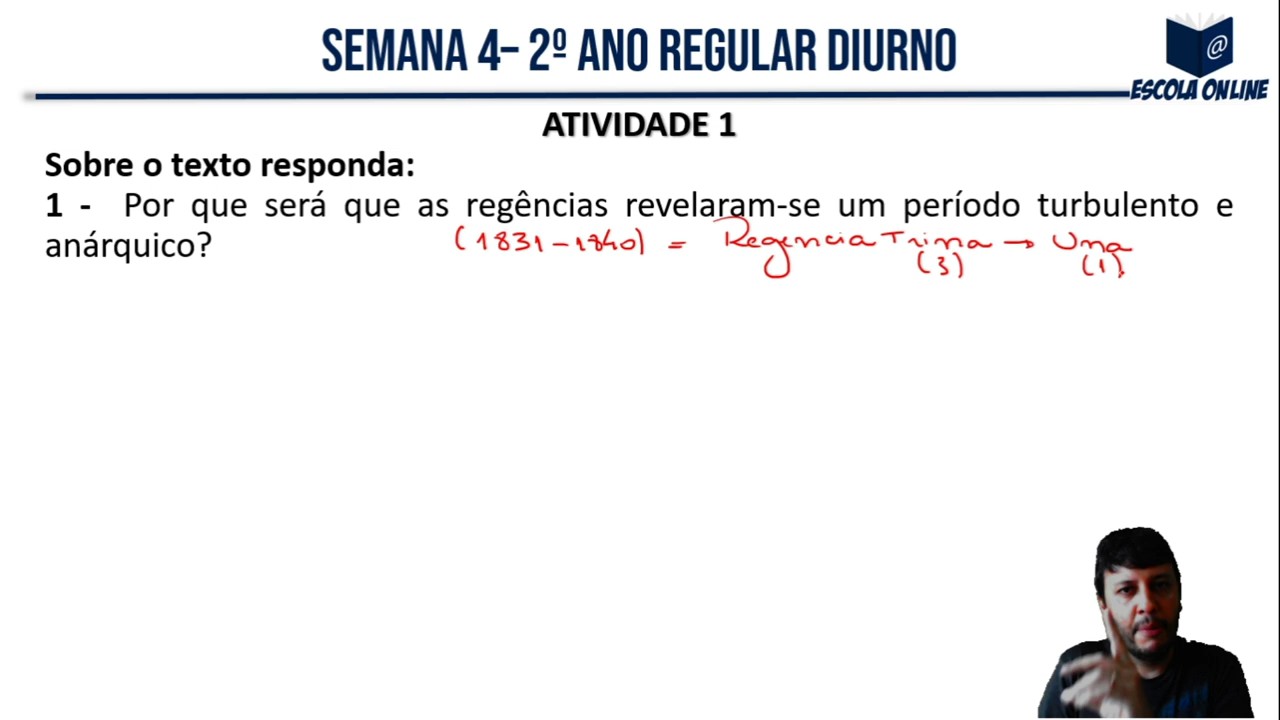 SEMANA 4– 2º ANO REGULAR DIURNO
@
ESCOLA ONLINE
ATIVIDADE 1
Sobre o texto responda:
1 - Por que será que as regências revelaram-se um período turbulento e
anárquico? (1831-1840) = Regencia Trina → Una
(3) (1)